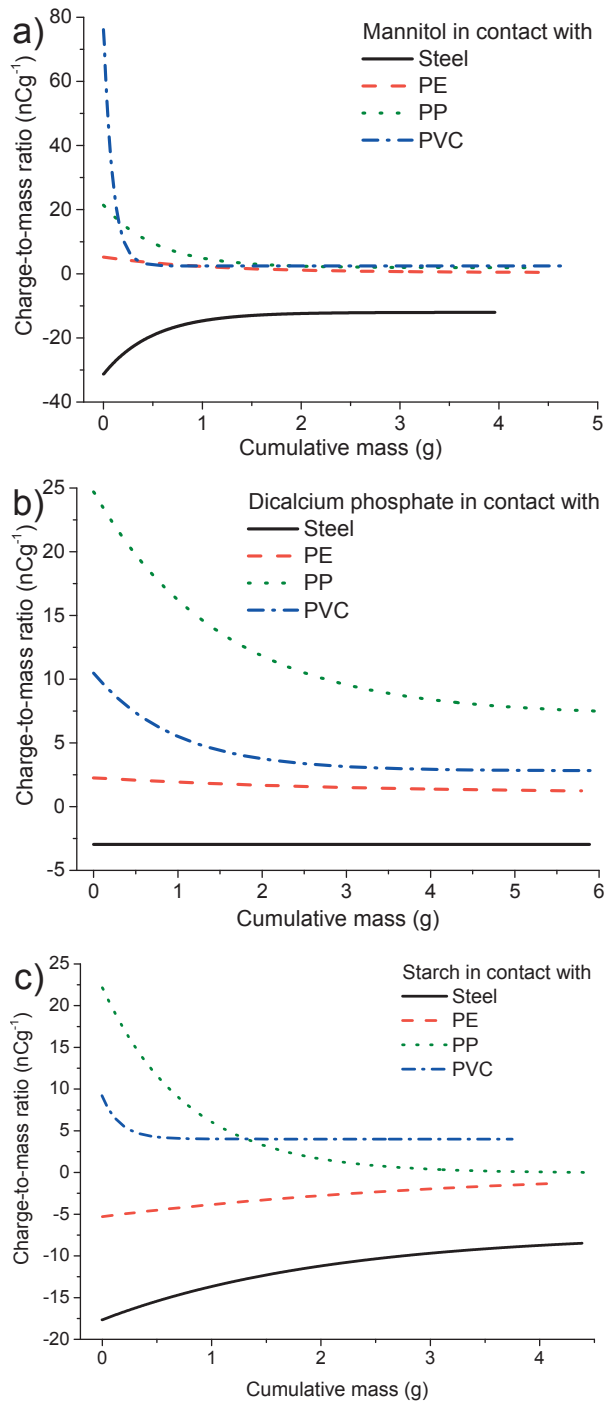 a)
Mannitol in contact with
Steel
PE
PP
PVC
Charge-to-mass ratio (nCg⁻¹)
80
60
40
20
0
-20
-40
0 1 2 3 4 5
Cumulative mass (g)
b)
Dicalcium phosphate in contact with
Steel
PE
PP
PVC
Charge-to-mass ratio (nCg⁻¹)
25
20
15
10
5
0
-5
0 1 2 3 4 5 6
Cumulative mass (g)
c)
Starch in contact with
Steel
PE
PP
PVC
Charge-to-mass ratio (nCg⁻¹)
25
20
15
10
5
0
-5
-10
-15
-20
0 1 2 3 4
Cumulative mass (g)